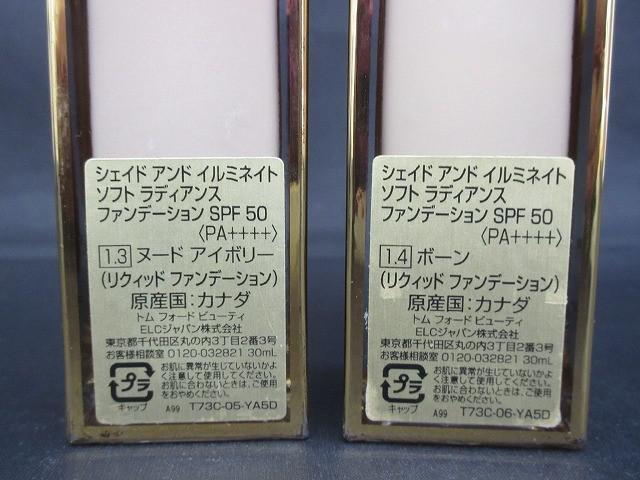 シェイド アンド イルミネイト
ソフト ラディアンス
ファンデーション SPF 50
〈PA++++〉
1.3 ヌード アイボリー
(リクィッド ファンデーション)
原産国:カナダ
トム フォード ビューティ
ELCジャパン株式会社
東京都千代田区丸の内3丁目2番3号
お客様相談室 0120-032821 30mL
お肌に異常が生じていないかよ
く注意して使用してください。
お肌に合わないときは、ご使用
をおやめください。
プラ
キャップ A99 T73C-05-YA5D
シェイド アンド イルミネイト
ソフト ラディアンス
ファンデーション SPF 50
〈PA++++〉
1.4 ボーン
(リクィッド ファンデーション)
原産国:カナダ
トム フォード ビューティ
ELCジャパン株式会社
東京都千代田区丸の内3丁目2番3号
お客様相談室 0120-032821 30mL
お肌に異常が生じていないかよ
く注意して使用してください。
お肌に合わないときは、ご使用
をおやめください。
プラ
キャップ A99 T73C-06-YA5D